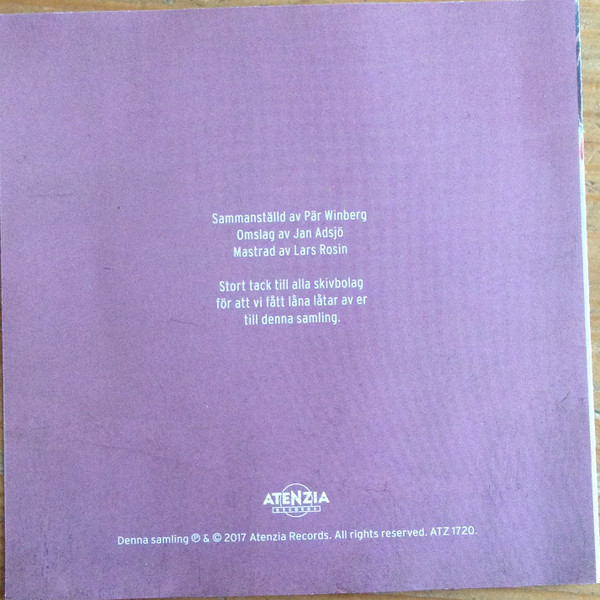 Sammanställd av Pär Winberg
Omslag av Jan Adsjö
Mastrad av Lars Rosin
Stort tack till alla skivbolag
för att vi fått låna låtar av er
till denna samling.
ATENZIA
RECORDS
Denna samling ℗ & © 2017 Atenzia Records. All rights reserved. ATZ 1720.